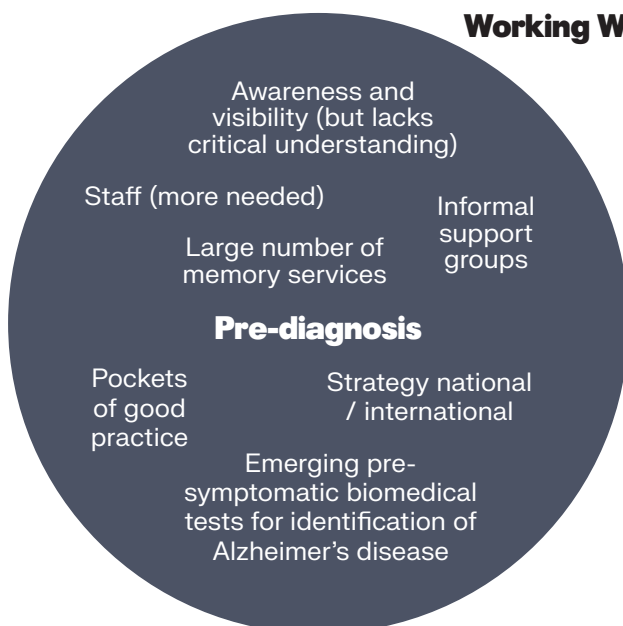 Working W
Awareness and
visibility (but lacks
critical understanding)
Staff (more needed)
Informal
support
groups
Large number of
memory services
Pre-diagnosis
Pockets
of good
practice
Strategy national
/ international
Emerging pre-
symptomatic biomedical
tests for identification of
Alzheimer’s disease